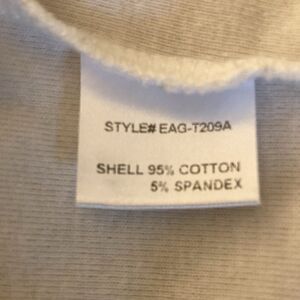 STYLE# EAG-T209A
SHELL 95% COTTON
5% SPANDEX